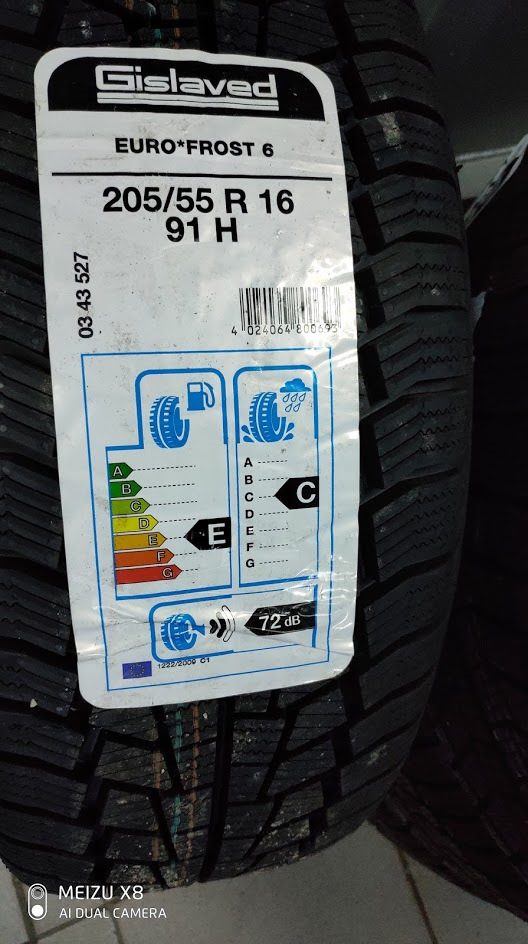 Gislaved
EURO*FROST 6
205/55 R 16
91 H
03 43 527
4 024064 800693
A
B
C
D
E
F
G
E
A
B
C
D
E
F
G
C
72 dB
1222/2009 C1
MEIZU X8
AI DUAL CAMERA